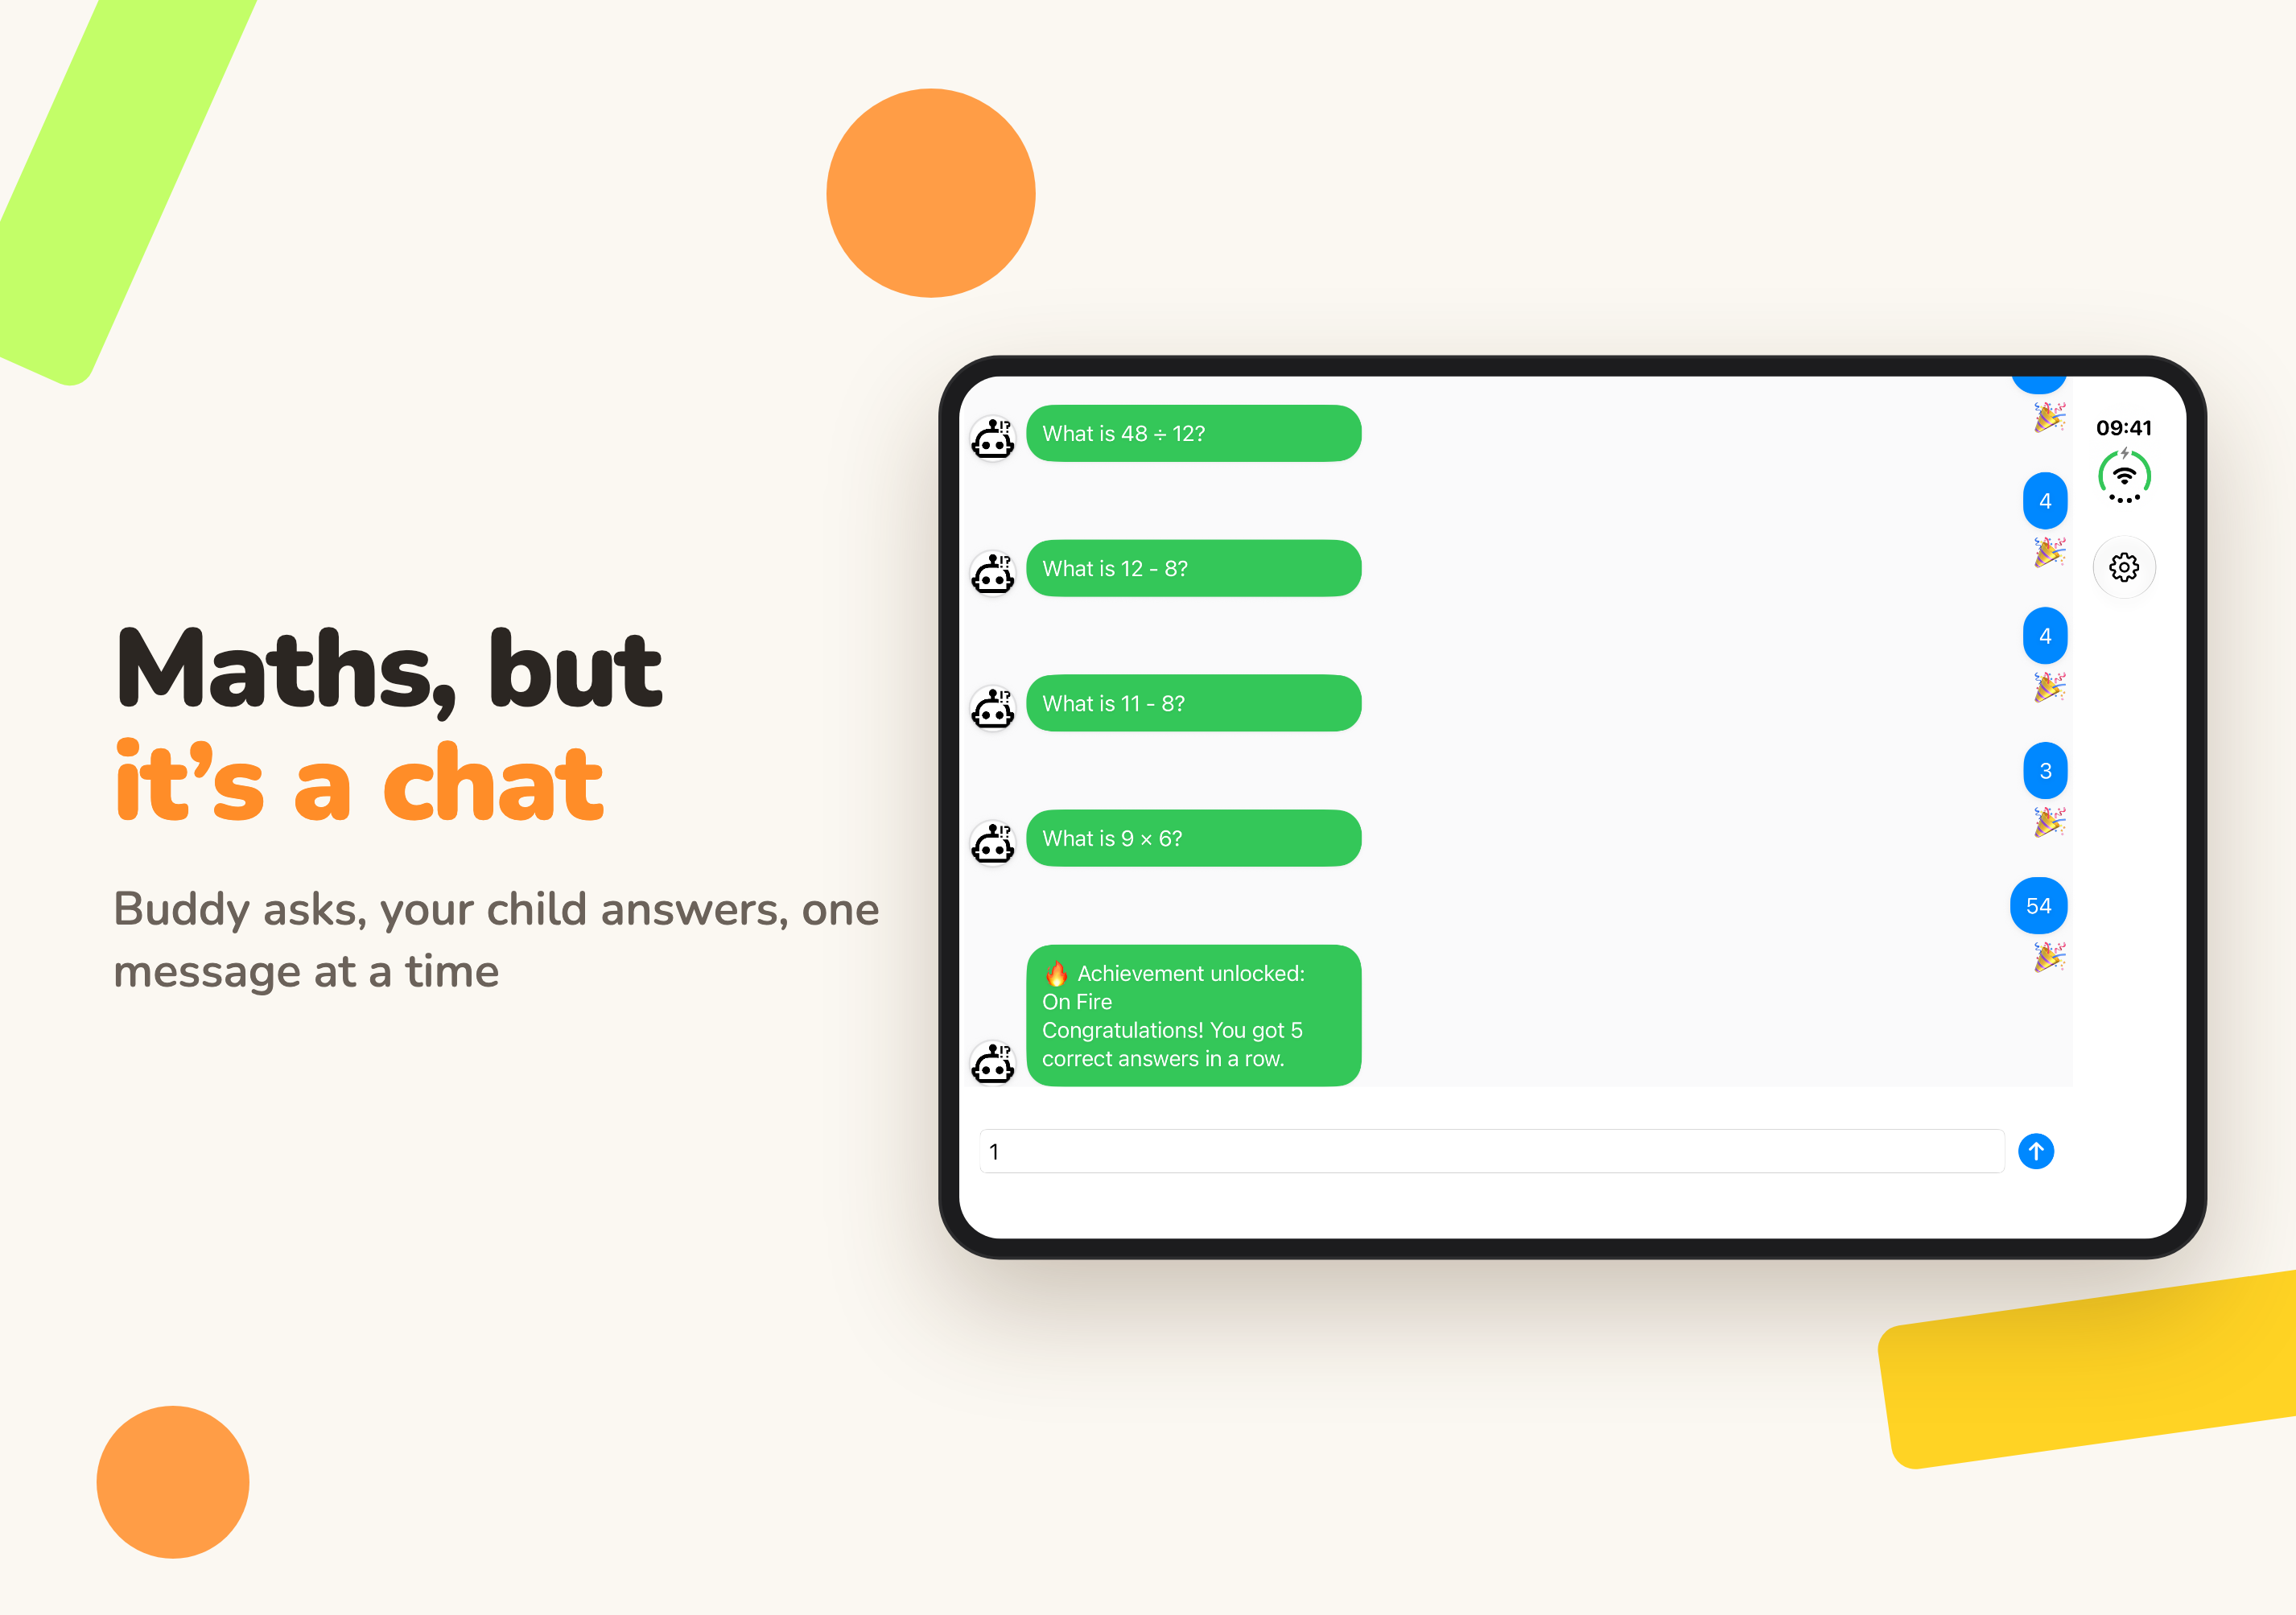 Maths, but
it’s a chat
Buddy asks, your child answers, one
message at a time
What is 48 ÷ 12?
4
What is 12 - 8?
4
What is 11 - 8?
3
What is 9 × 6?
54
🔥 Achievement unlocked:
On Fire
Congratulations! You got 5
correct answers in a row.
1
09:41